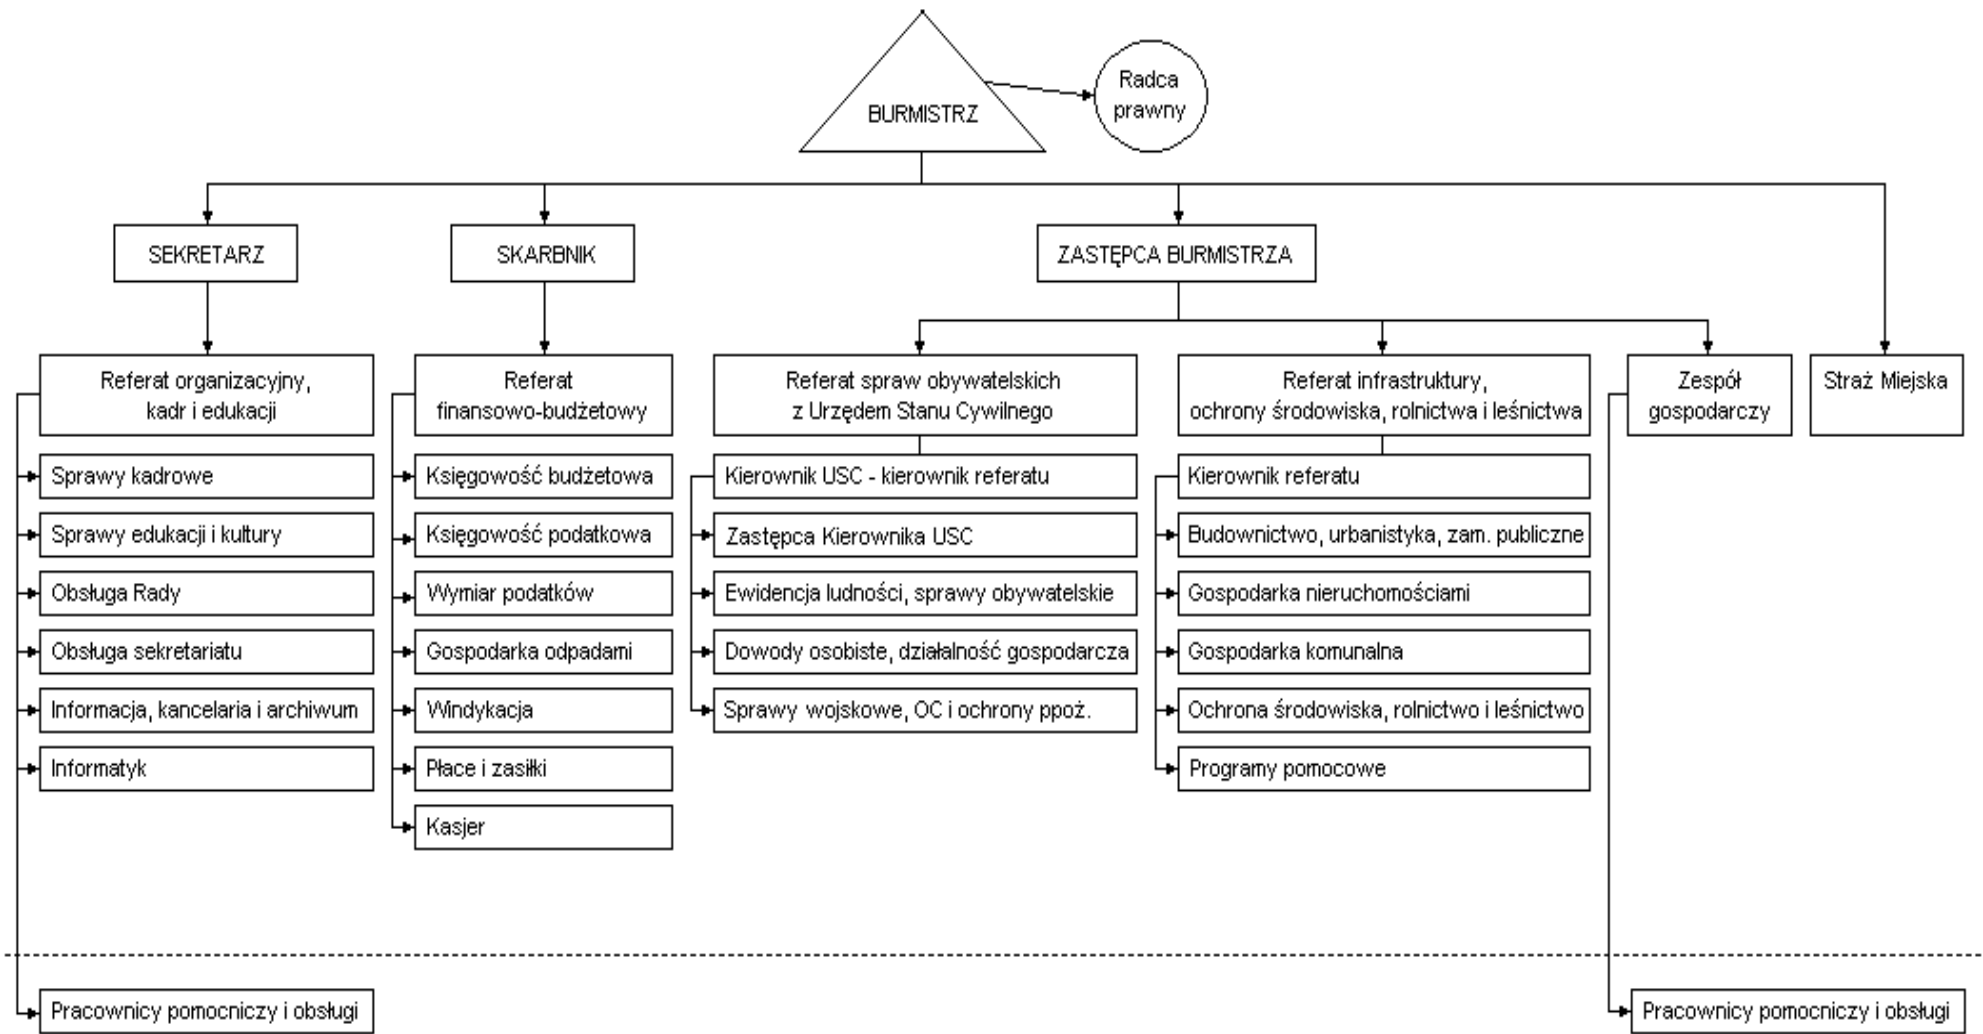 BURMISTRZ
Radca
prawny
SEKRETARZ
SKARBNIK
ZASTĘPCA BURMISTRZA
Referat organizacyjny,
kadr i edukacji
Sprawy kadrowe
Sprawy edukacji i kultury
Obsługa Rady
Obsługa sekretariatu
Informacja, kancelaria i archiwum
Informatyk
Referat
finansowo-budżetowy
Księgowość budżetowa
Księgowość podatkowa
Wymiar podatków
Gospodarka odpadami
Windykacja
Płace i zasiłki
Kasjer
Referat spraw obywatelskich
z Urzędem Stanu Cywilnego
Kierownik USC - kierownik referatu
Zastępca Kierownika USC
Ewidencja ludności, sprawy obywatelskie
Dowody osobiste, działalność gospodarcza
Sprawy wojskowe, OC i ochrony ppoż.
Referat infrastruktury,
ochrony środowiska, rolnictwa i leśnictwa
Kierownik referatu
Budownictwo, urbanistyka, zam. publiczne
Gospodarka nieruchomościami
Gospodarka komunalna
Ochrona środowiska, rolnictwo i leśnictwo
Programy pomocowe
Zespół
gospodarczy
Straż Miejska
Pracownicy pomocniczy i obsługi
Pracownicy pomocniczy i obsługi